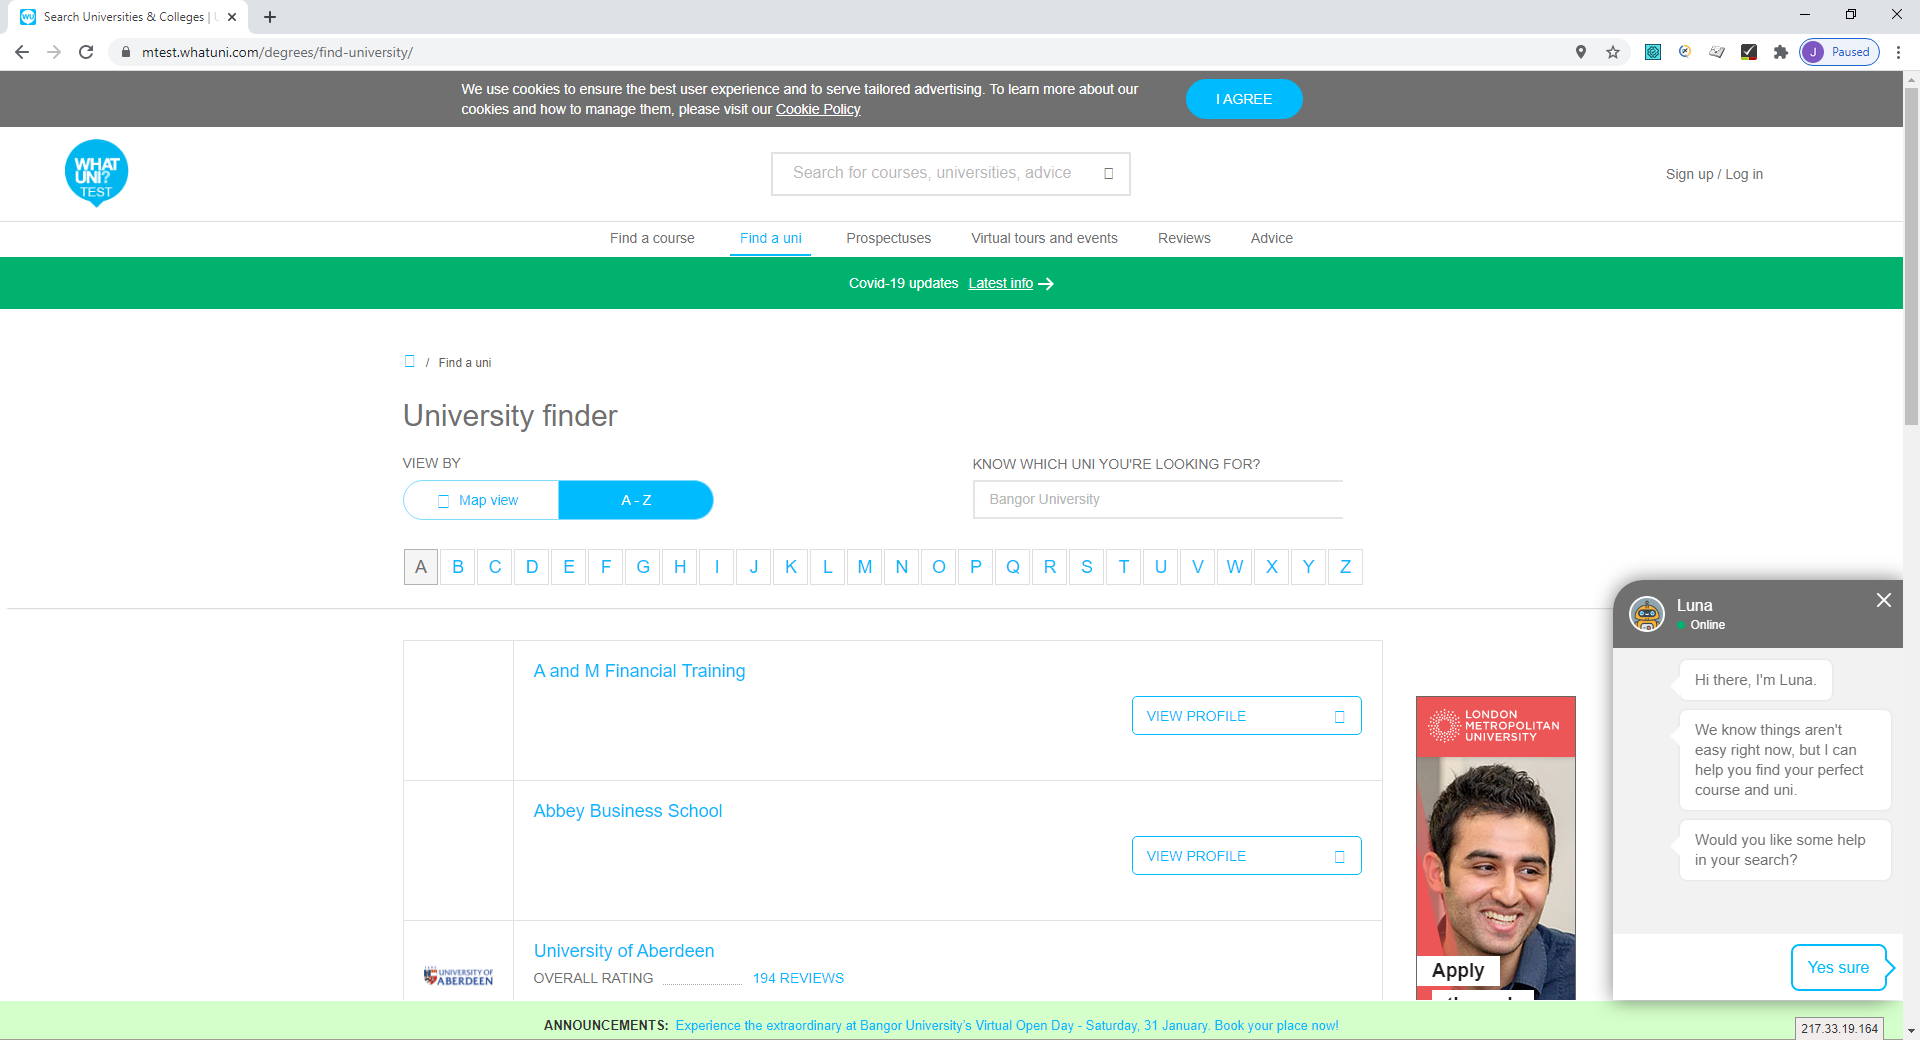 Search Universities & Colleges |
mtest.whatuni.com/degrees/find-university/
J Paused
We use cookies to ensure the best user experience and to serve tailored advertising. To learn more about our
cookies and how to manage them, please visit our Cookie Policy
I AGREE
WHAT
UNI?
TEST
Search for courses, universities, advice
Sign up / Log in
Find a course Find a uni Prospectuses Virtual tours and events Reviews Advice
Covid-19 updates Latest info
/ Find a uni
University finder
VIEW BY
Map view A - Z
KNOW WHICH UNI YOU'RE LOOKING FOR?
Bangor University
A B C D E F G H I J K L M N O P Q R S T U V W X Y Z
A and M Financial Training
VIEW PROFILE
Abbey Business School
VIEW PROFILE
UNIVERSITY OF
ABERDEEN
University of Aberdeen
OVERALL RATING 194 REVIEWS
LONDON
METROPOLITAN
UNIVERSITY
Apply
Luna
Online
Hi there, I'm Luna.
We know things aren't
easy right now, but I can
help you find your perfect
course and uni.
Would you like some help
in your search?
Yes sure
ANNOUNCEMENTS: Experience the extraordinary at Bangor University's Virtual Open Day - Saturday, 31 January. Book your place now!
217.33.19.164